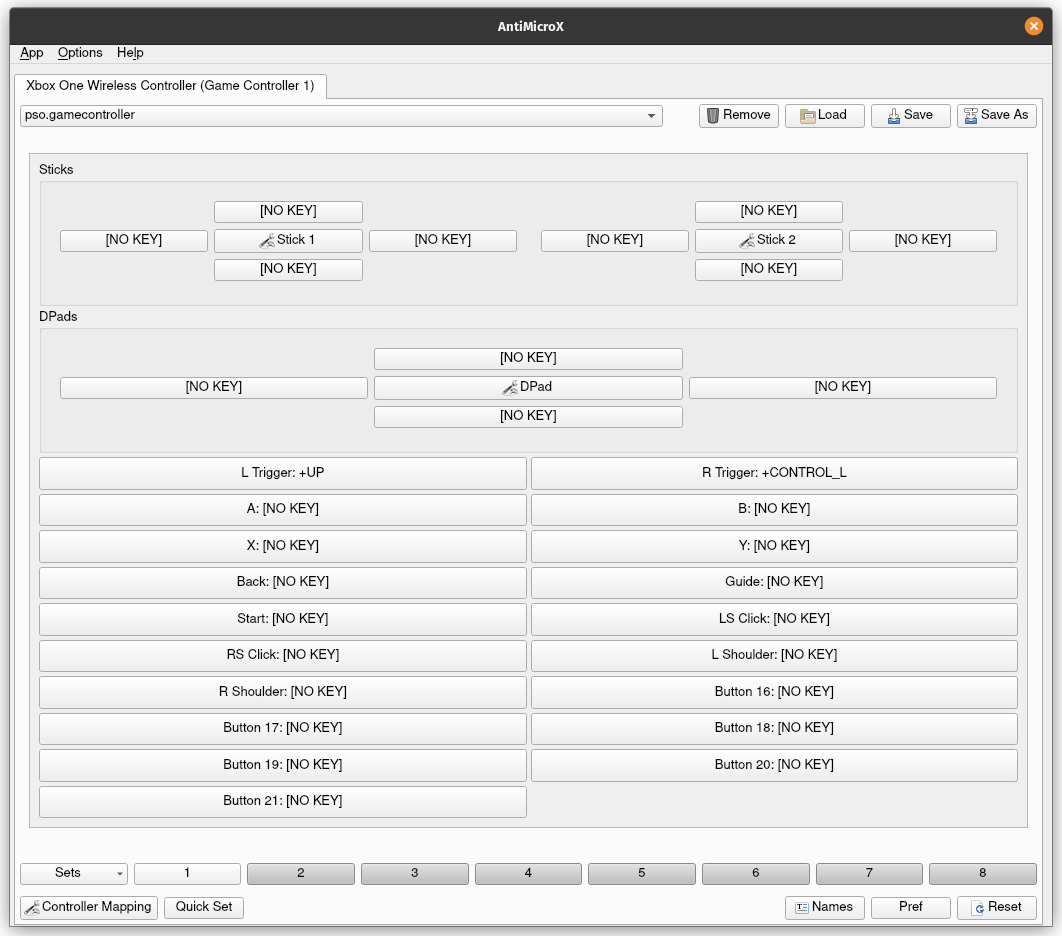 AntiMicroX
App Options Help
Xbox One Wireless Controller (Game Controller 1)
pso.gamecontroller Remove Load Save Save As
Sticks
[NO KEY] [NO KEY]
[NO KEY] Stick 1 [NO KEY] [NO KEY] Stick 2 [NO KEY]
[NO KEY] [NO KEY]
DPads
[NO KEY]
[NO KEY] DPad [NO KEY]
[NO KEY]
L Trigger: +UP R Trigger: +CONTROL_L
A: [NO KEY] B: [NO KEY]
X: [NO KEY] Y: [NO KEY]
Back: [NO KEY] Guide: [NO KEY]
Start: [NO KEY] LS Click: [NO KEY]
RS Click: [NO KEY] L Shoulder: [NO KEY]
R Shoulder: [NO KEY] Button 16: [NO KEY]
Button 17: [NO KEY] Button 18: [NO KEY]
Button 19: [NO KEY] Button 20: [NO KEY]
Button 21: [NO KEY]
Sets 1 2 3 4 5 6 7 8
Controller Mapping Quick Set Names Pref Reset